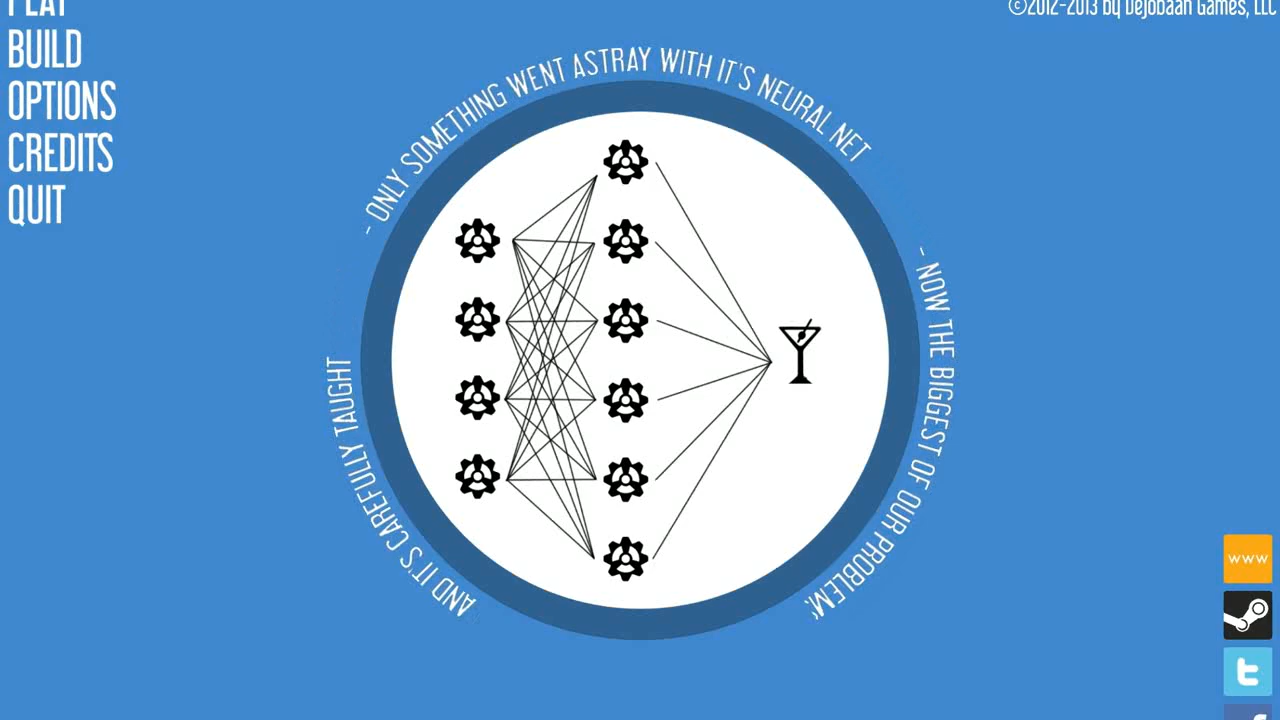 PLAY
BUILD
OPTIONS
CREDITS
QUIT
©2012-2013 by Dejobaan Games, LLC
AND IT'S CAREFULLY TAUGHT
- ONLY SOMETHING WENT ASTRAY WITH IT'S NEURAL NET
- NOW THE BIGGEST OF OUR PROBLEM'
WWW